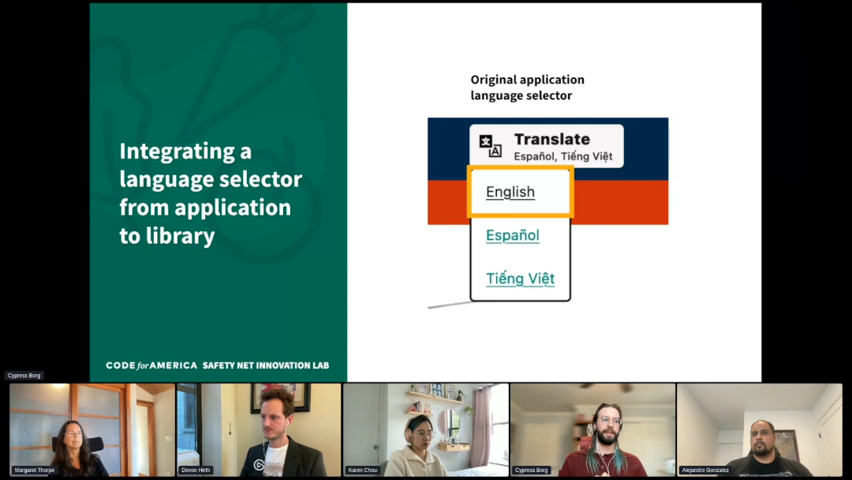 Integrating a
language selector
from application
to library
CODE for AMERICA SAFETY NET INNOVATION LAB
Original application
language selector
Translate
Español, Tiếng Việt
English
Español
Tiếng Việt
Cypress Borg
Margaret Thorpe
Devon Hirth
Karen Chou
Cypress Borg
Alejandro Gonzalez